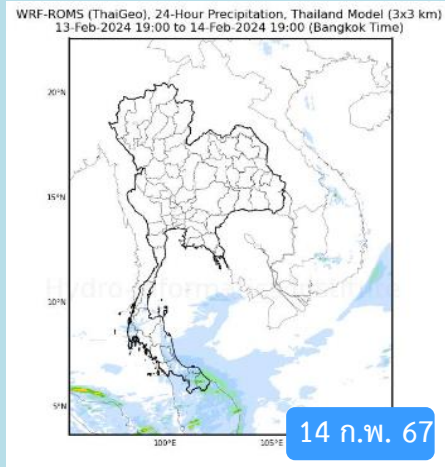 WRF-ROMS (ThaiGeo), 24-Hour Precipitation, Thailand Model (3x3 km)
13-Feb-2024 19:00 to 14-Feb-2024 19:00 (Bangkok Time)
20°N
15°N
10°N
5°N
100°E
105°E
14 ก.พ. 67